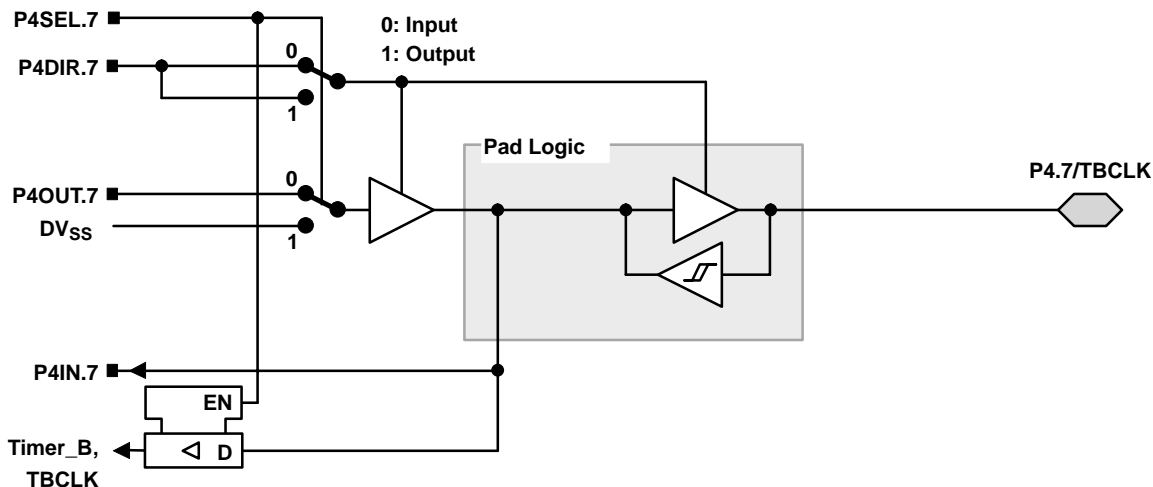 P4SEL.7
0: Input
1: Output
0
P4DIR.7
1
Pad Logic
P4.7/TBCLK
0
P4OUT.7
DVSS
1
P4IN.7
EN
Timer_B,
D
TBCLK